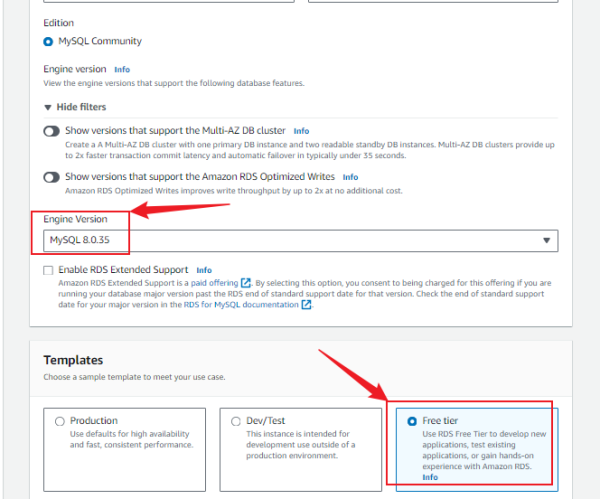 Edition
MySQL Community
Engine version Info
View the engine versions that support the following database features.
Hide filters
Show versions that support the Multi-AZ DB cluster Info
Create a A Multi-AZ DB cluster with one primary DB instance and two readable standby DB instances. Multi-AZ DB clusters provide up
to 2x faster transaction commit latency and automatic failover in typically under 35 seconds.
Show versions that support the Amazon RDS Optimized Writes Info
Amazon RDS Optimized Writes improves write throughput by up to 2x at no additional cost.
Engine Version
MySQL 8.0.35
Enable RDS Extended Support Info
Amazon RDS Extended Support is a paid offering. By selecting this option, you consent to being charged for this offering if you are
running your database major version past the RDS end of standard support date for that version. Check the end of standard support
date for your major version in the RDS for MySQL documentation.
Templates
Choose a sample template to meet your use case.
Production
Use defaults for high availability
and fast, consistent performance.
Dev/Test
This instance is intended for
development use outside of a
production environment.
Free tier
Use RDS Free Tier to develop new
applications, test existing
applications, or gain hands-on
experience with Amazon RDS.
Info